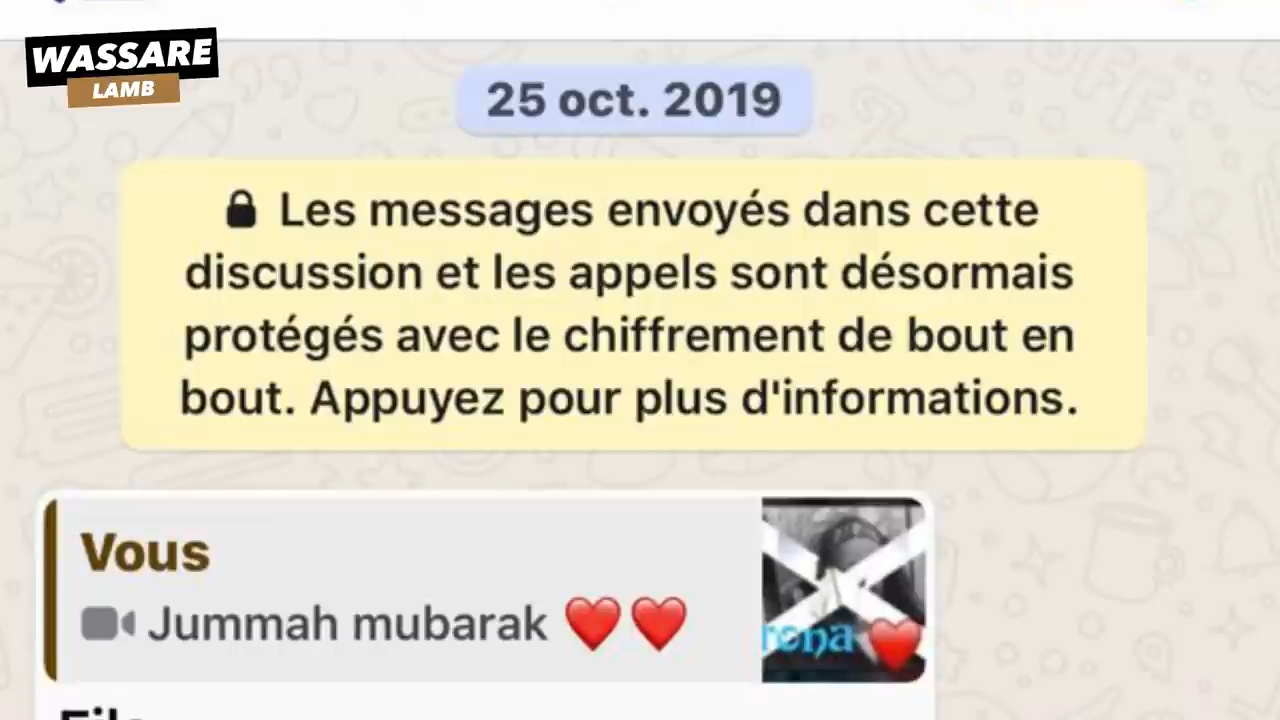 WASSARE
LAMB
25 oct. 2019
Les messages envoyés dans cette
discussion et les appels sont désormais
protégés avec le chiffrement de bout en
bout. Appuyez pour plus d'informations.
Vous
Jummah mubarak ❤️❤️
rona